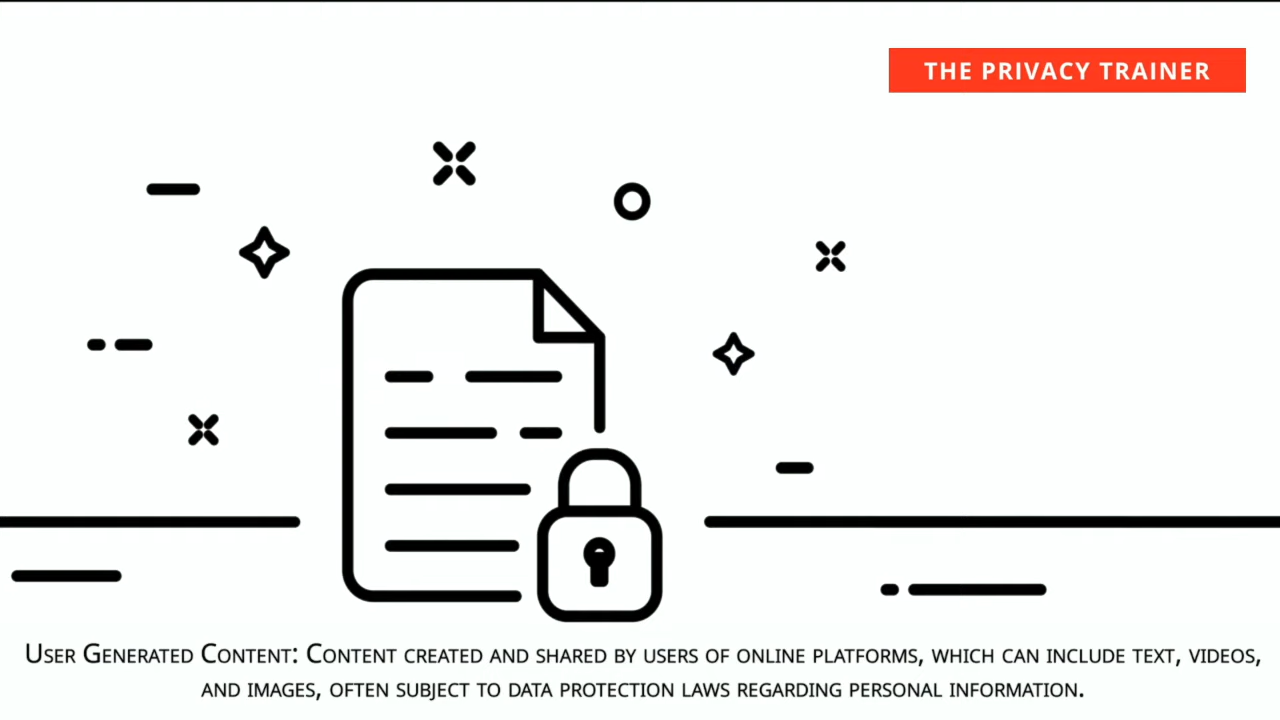 THE PRIVACY TRAINER
User Generated Content: Content created and shared by users of online platforms, which can include text, videos,
and images, often subject to data protection laws regarding personal information.